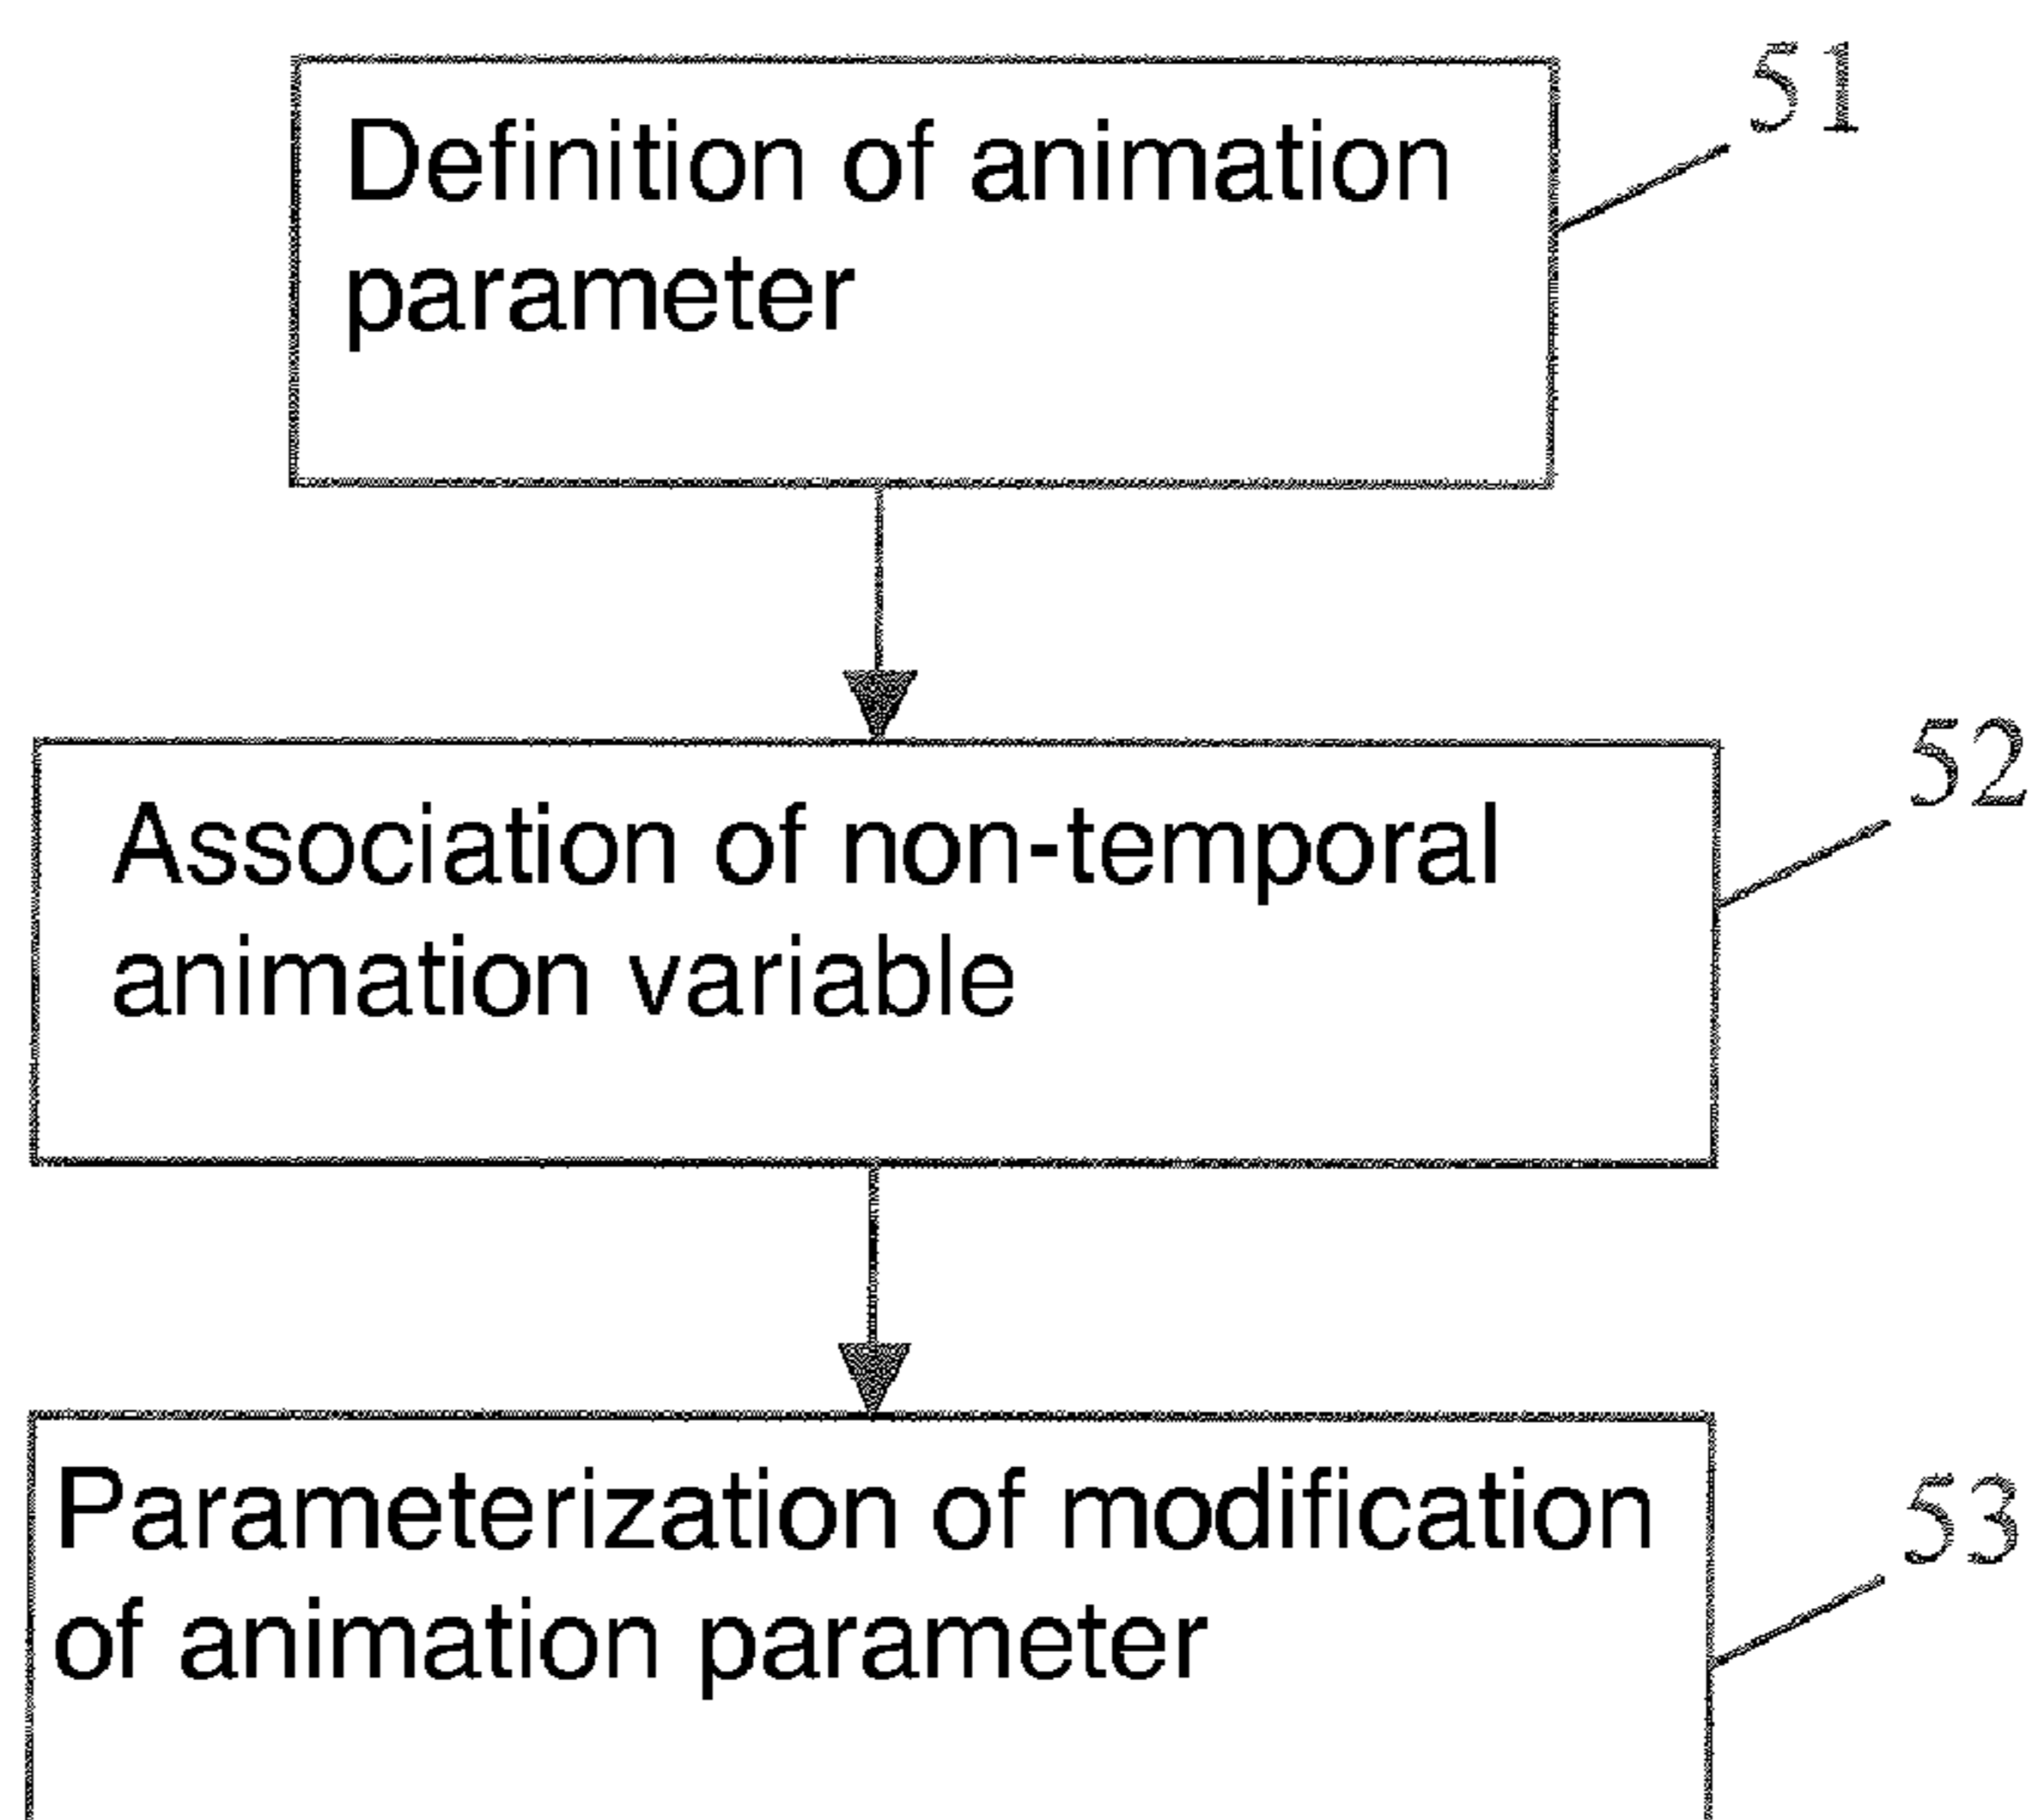 51
Definition of animation
parameter
52
Association of non-temporal
animation variable
53
Parameterization of modification
of animation parameter